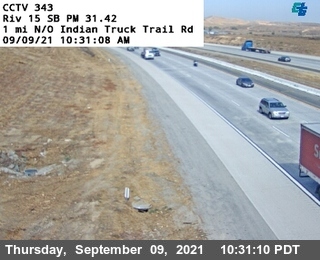 CCTV 343
Riv 15 SB PM 31.42
1 mi N/O Indian Truck Trail Rd
09/09/21 10:31:08 AM
Thursday, September 09, 2021 10:31:10 PDT